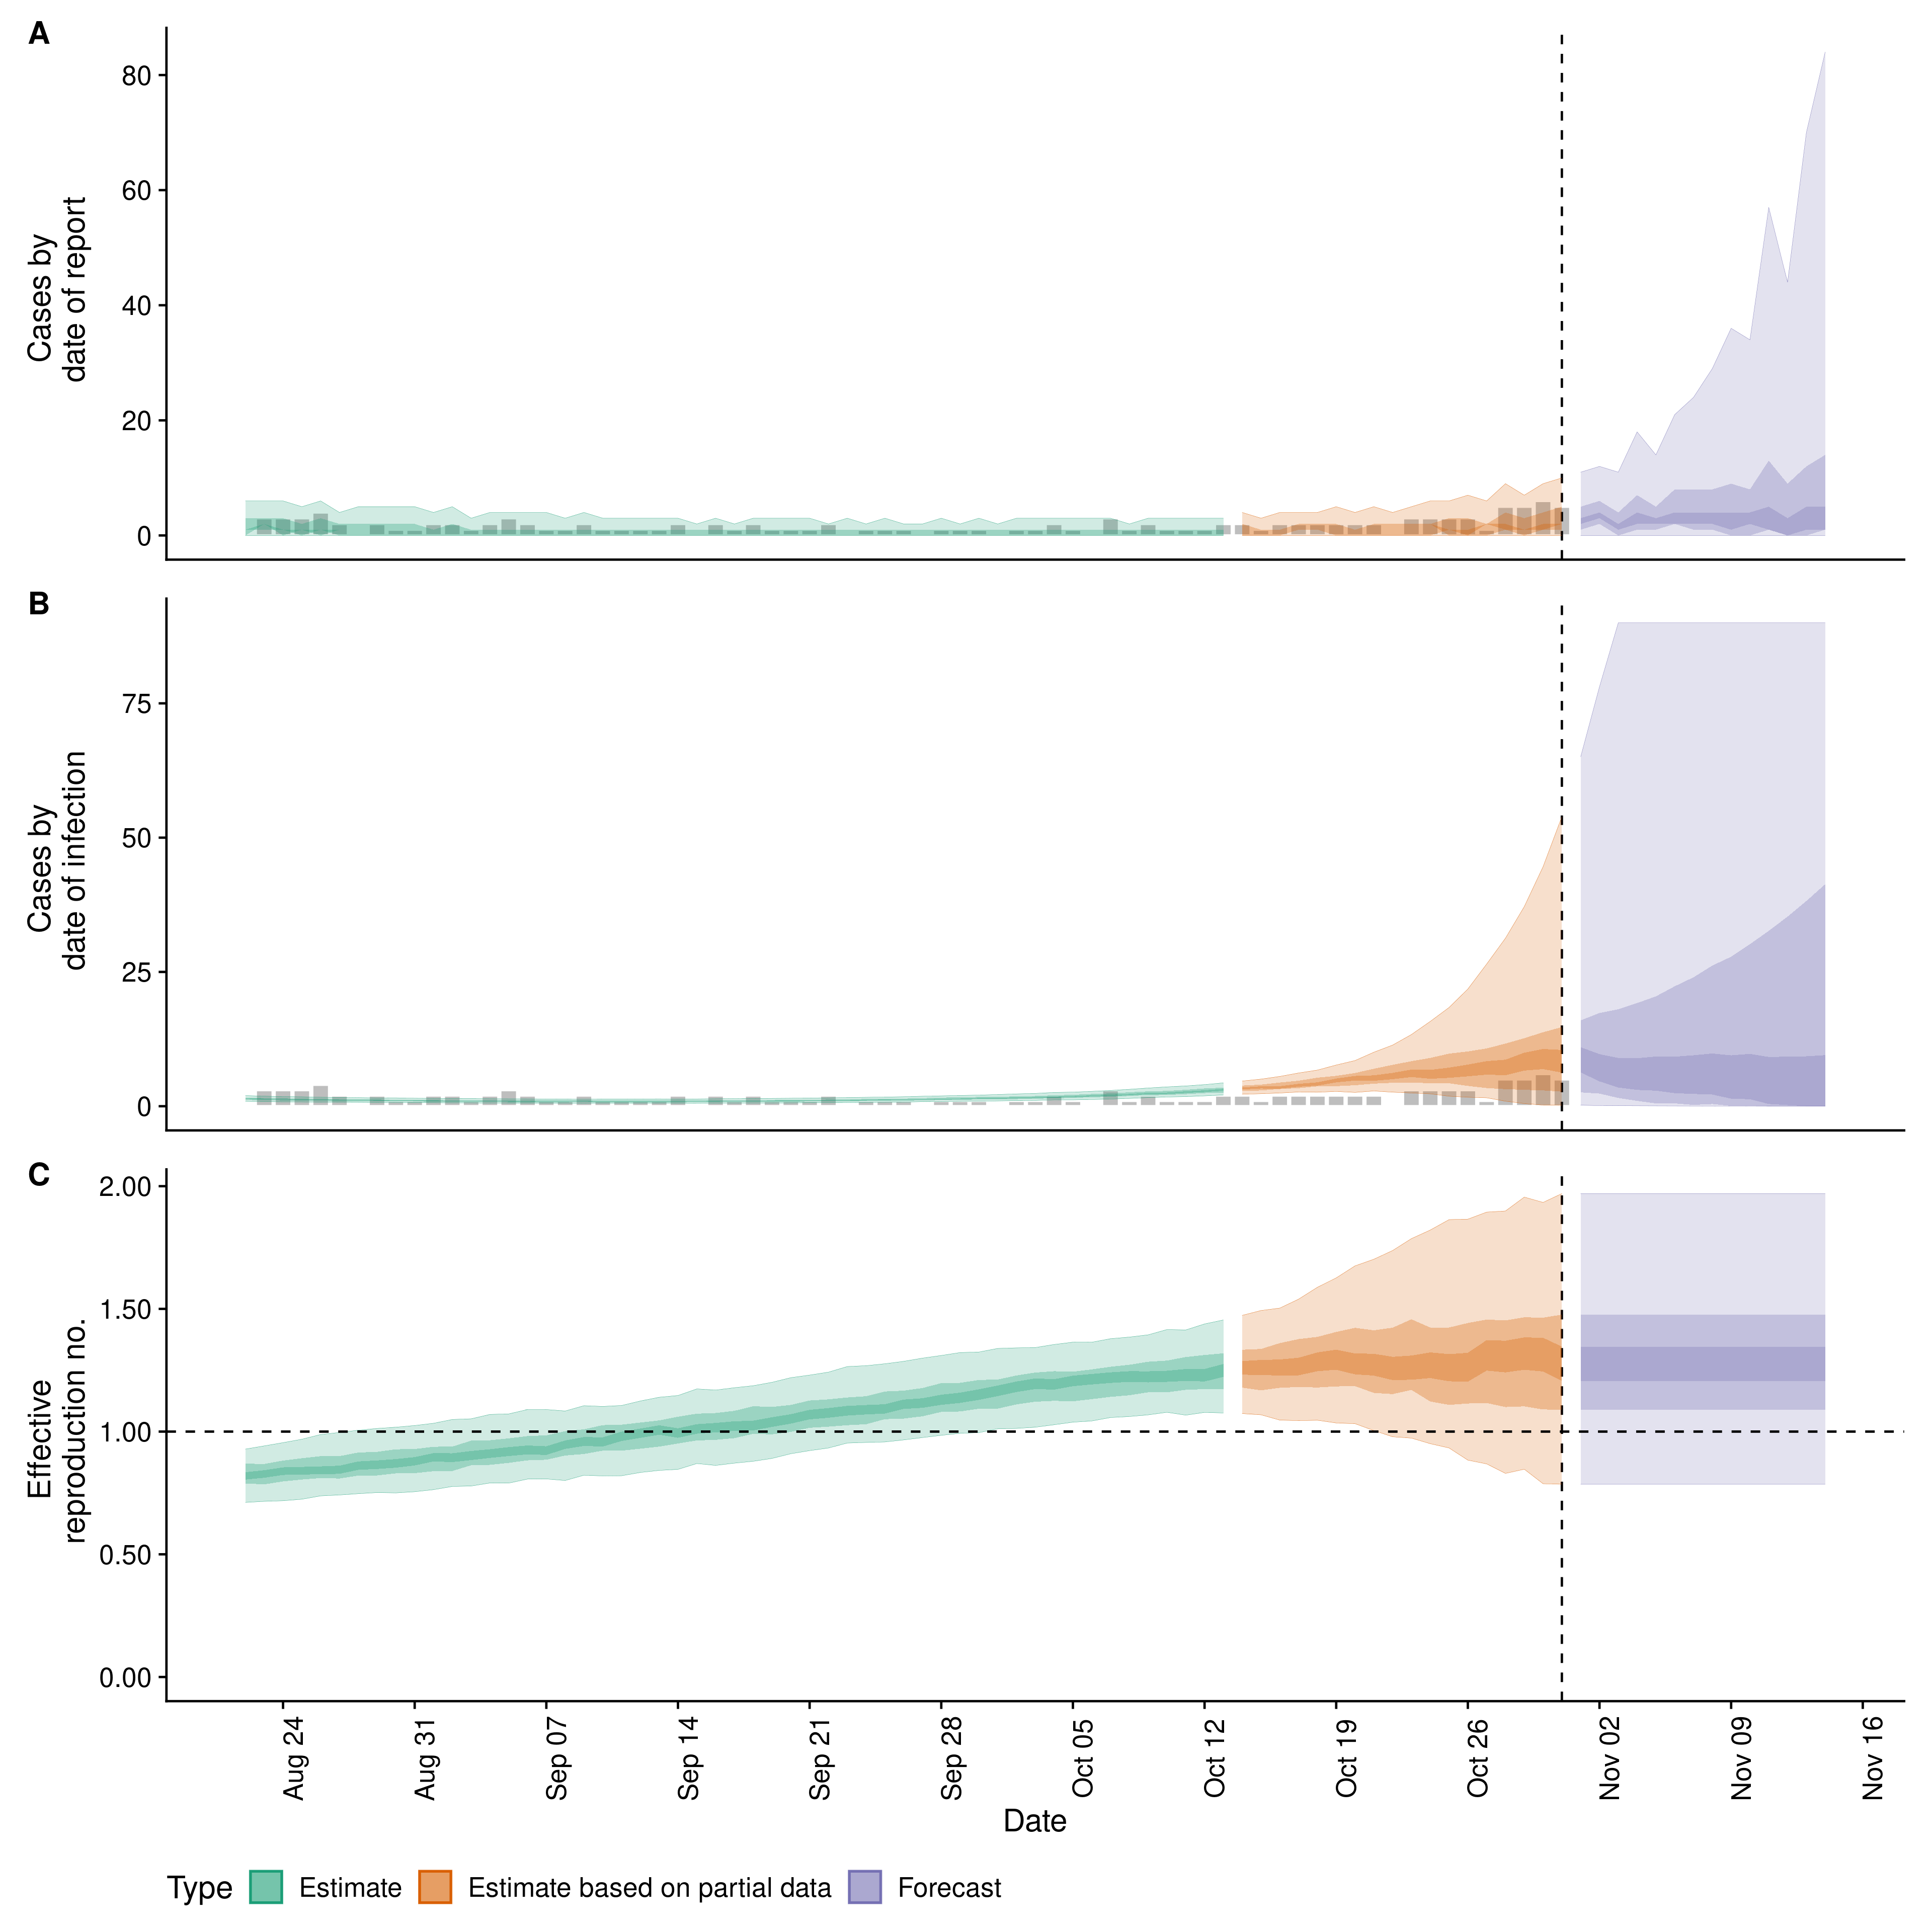 A
80
60
40
20
0
Cases by
date of report
B
75
50
25
0
Cases by
date of infection
C
2.00
1.50
1.00
0.50
0.00
Effective
reproduction no.
Aug 24
Aug 31
Sep 07
Sep 14
Sep 21
Sep 28
Oct 05
Oct 12
Oct 19
Oct 26
Nov 02
Nov 09
Nov 16
Date
Type Estimate Estimate based on partial data Forecast